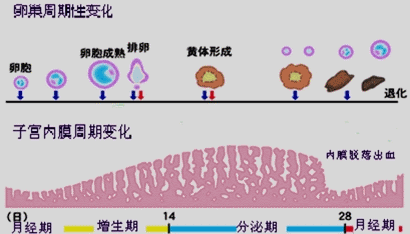 卵巢周期性变化
卵胞
卵胞成熟
排卵
黄体形成
退化
子宫内膜周期变化
内膜脱落出血
(日)
14
28
月经期
增生期
分泌期
月经期